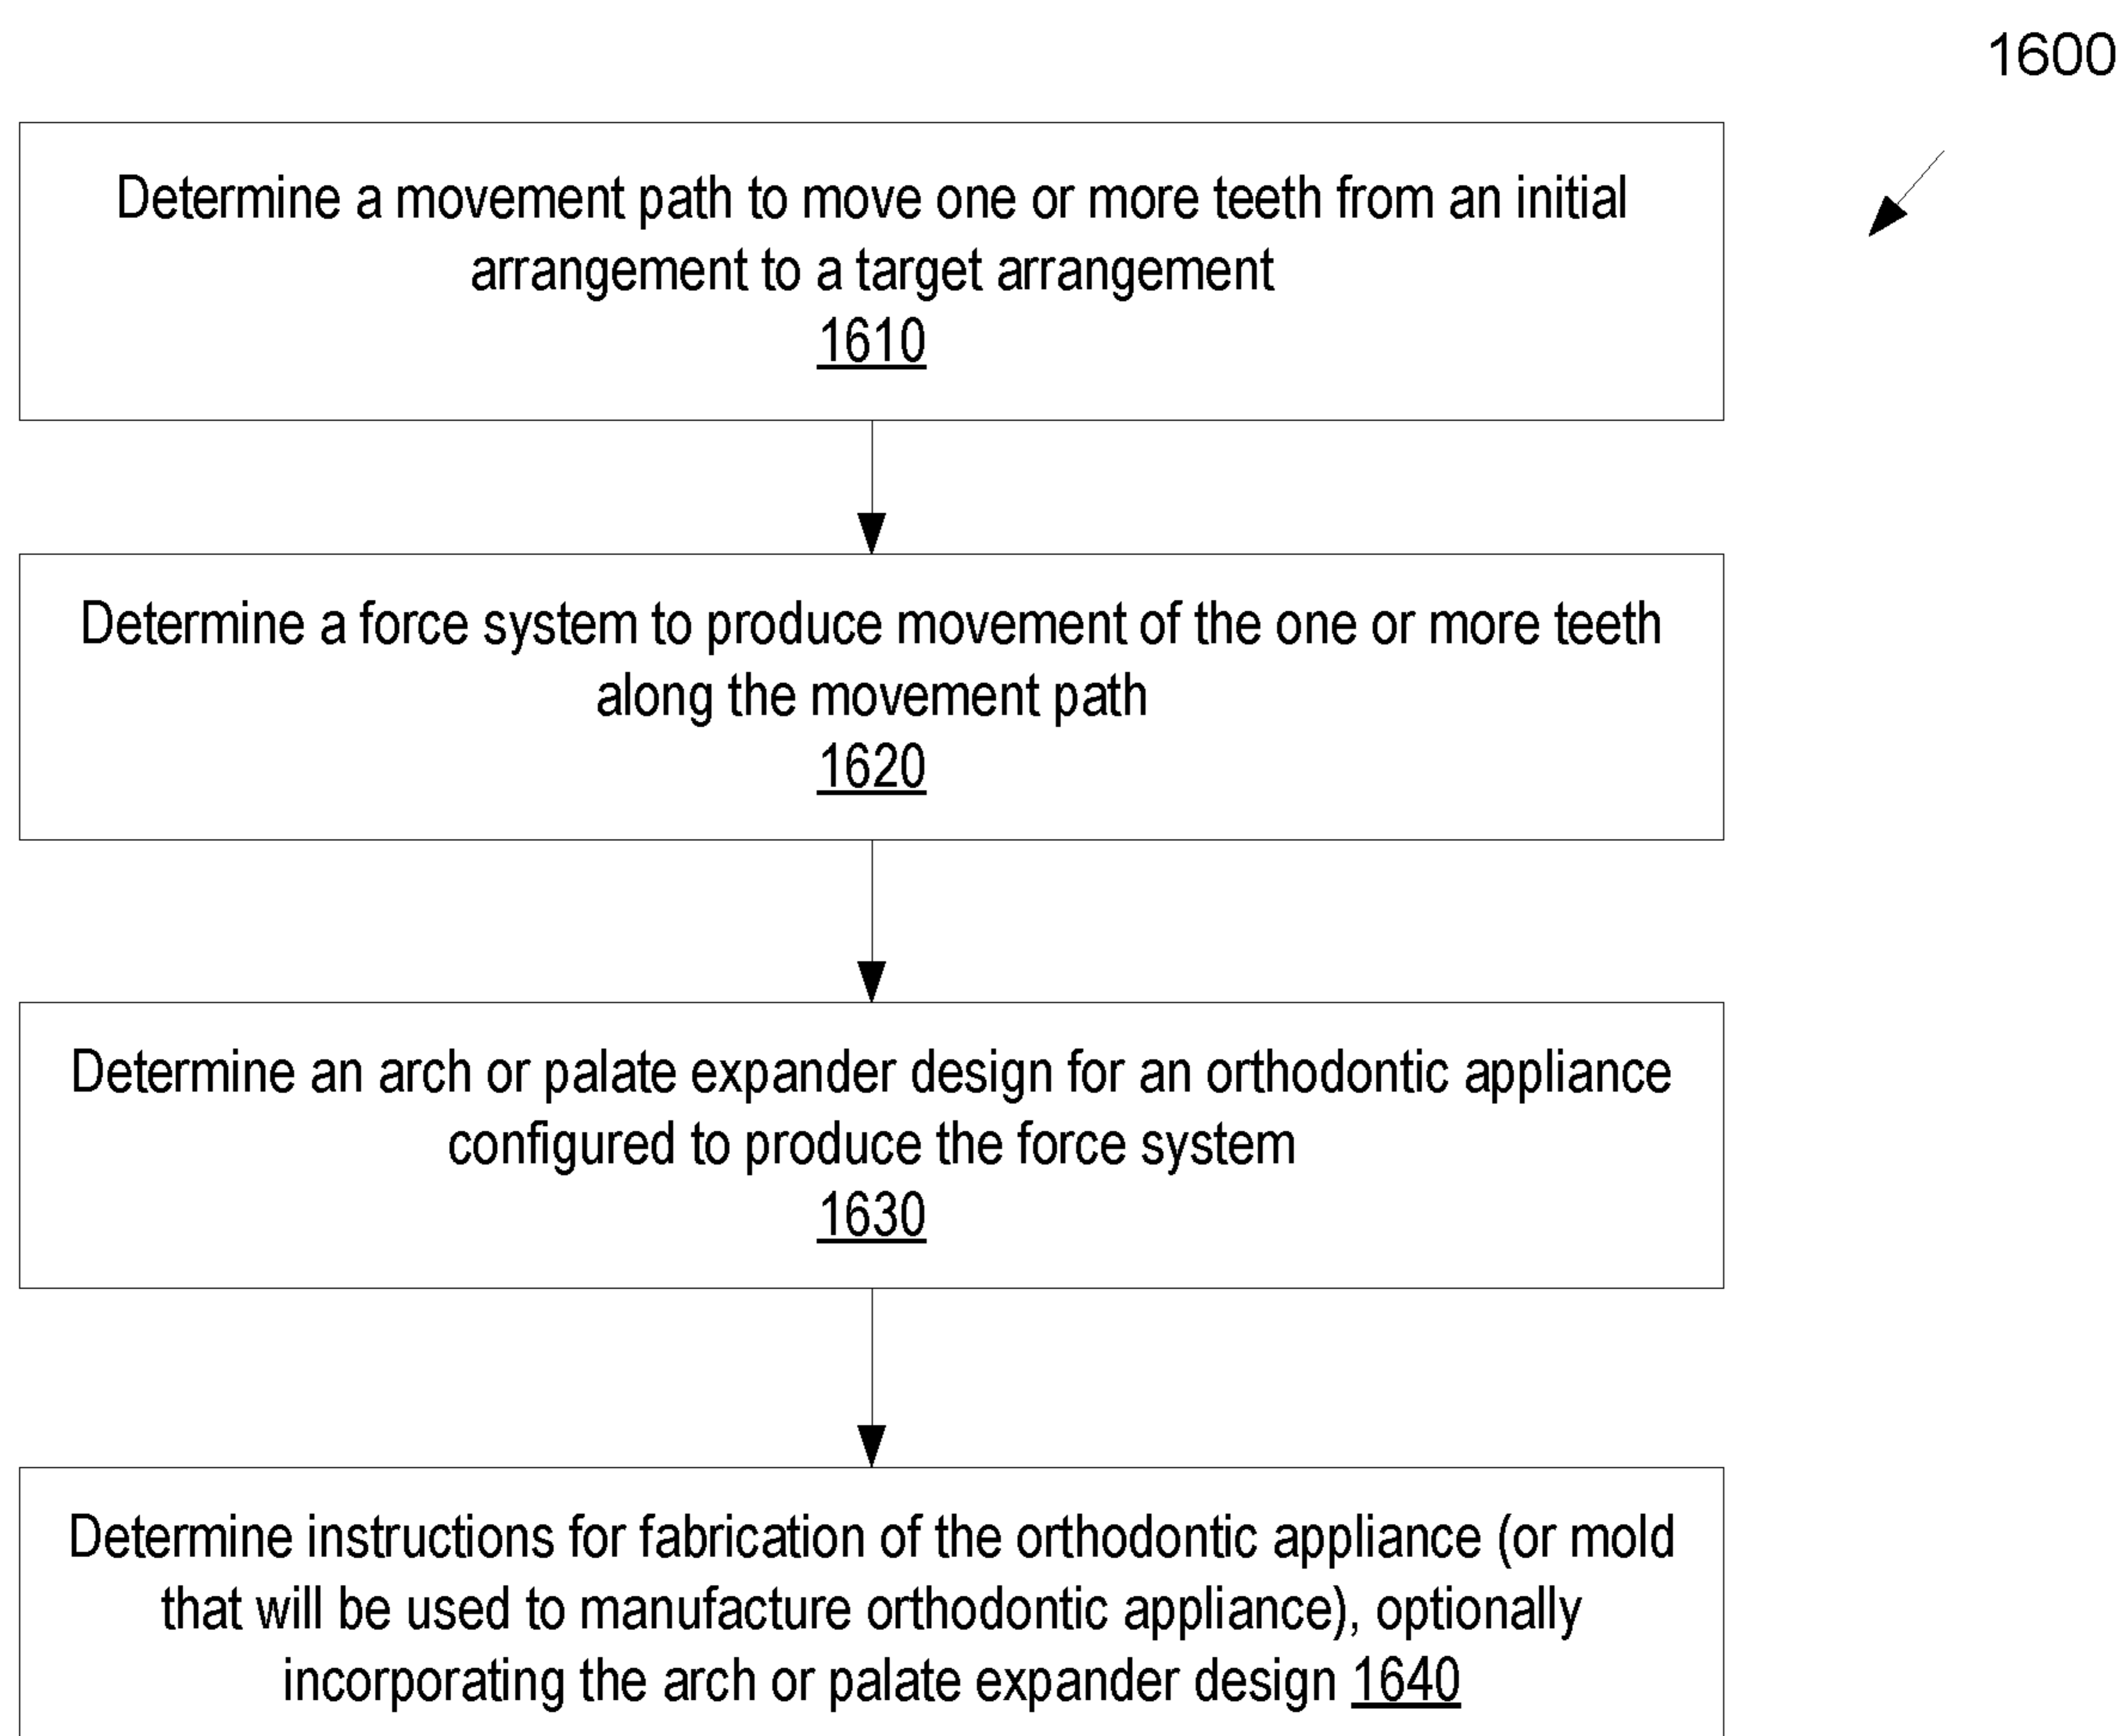 1600
Determine a movement path to move one or more teeth from an initial
arrangement to a target arrangement
1610
Determine a force system to produce movement of the one or more teeth
along the movement path
1620
Determine an arch or palate expander design for an orthodontic appliance
configured to produce the force system
1630
Determine instructions for fabrication of the orthodontic appliance (or mold
that will be used to manufacture orthodontic appliance), optionally
incorporating the arch or palate expander design 1640